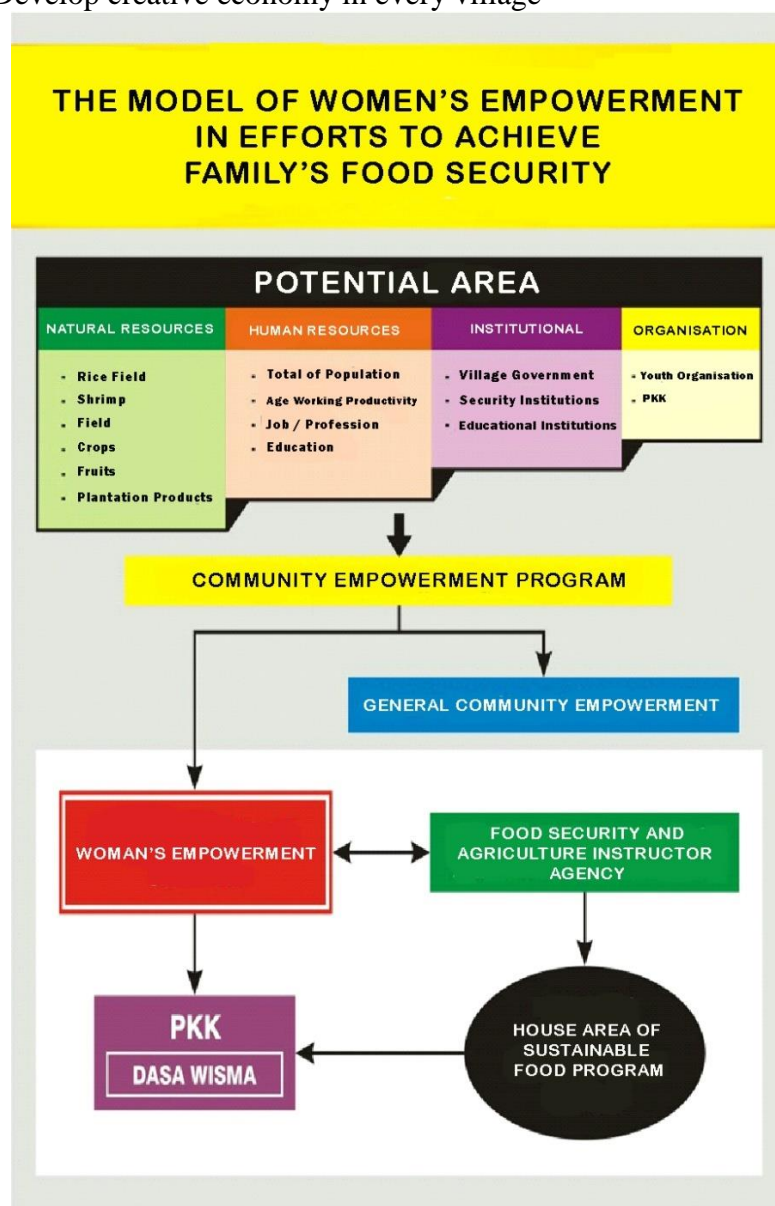 Develop creative economy in every village
THE MODEL OF WOMEN'S EMPOWERMENT
IN EFFORTS TO ACHIEVE
FAMILY'S FOOD SECURITY
POTENTIAL AREA
NATURAL RESOURCES
- Rice Field
- Shrimp
- Field
- Crops
- Fruits
- Plantation Products
HUMAN RESOURCES
- Total of Population
- Age Working Productivity
- Job / Profession
- Education
INSTITUTIONAL
- Village Government
- Security Institutions
- Educational Institutions
ORGANISATION
- Youth Organisation
- PKK
COMMUNITY EMPOWERMENT PROGRAM
GENERAL COMMUNITY EMPOWERMENT
WOMAN'S EMPOWERMENT
FOOD SECURITY AND
AGRICULTURE INSTRUCTOR
AGENCY
PKK
DASA WISMA
HOUSE AREA OF
SUSTAINABLE
FOOD PROGRAM